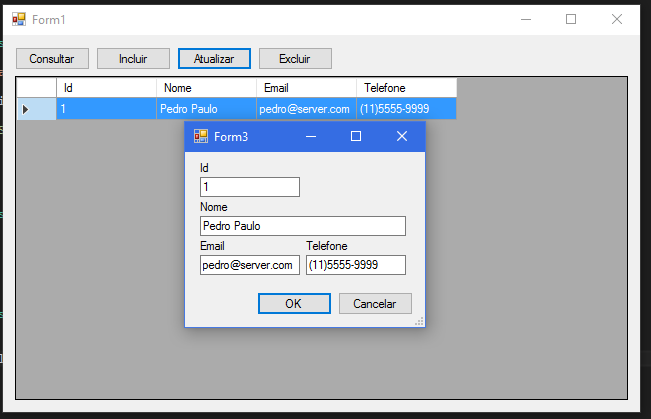 Form1
Consultar Incluir Atualizar Excluir
Id Nome Email Telefone
1 Pedro Paulo pedro@server.com (11)5555-9999
Form3
Id
1
Nome
Pedro Paulo
Email Telefone
pedro@server.com (11)5555-9999
OK Cancelar